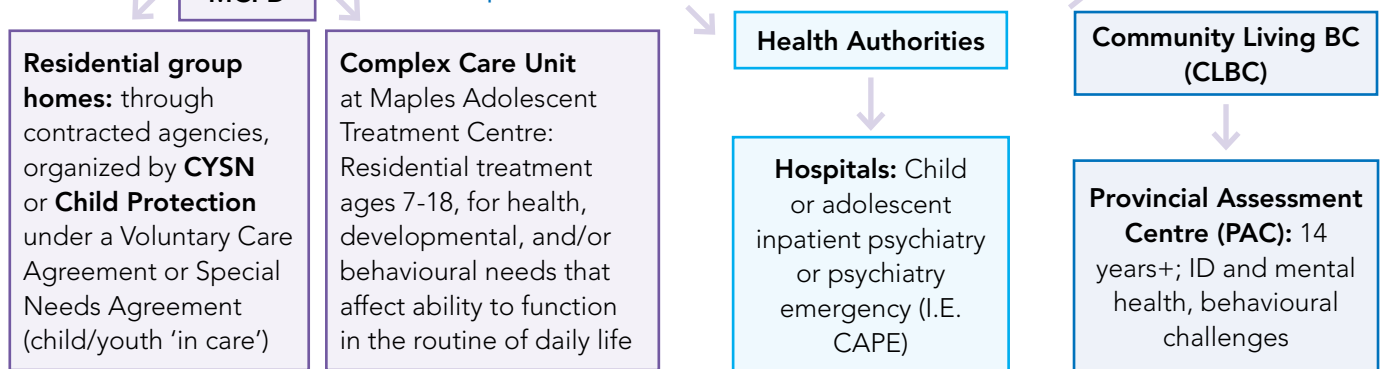 Residential group
homes: through
contracted agencies,
organized by CYSN
or Child Protection
under a Voluntary Care
Agreement or Special
Needs Agreement
(child/youth ‘in care’)
Complex Care Unit
at Maples Adolescent
Treatment Centre:
Residential treatment
ages 7-18, for health,
developmental, and/or
behavioural needs that
affect ability to function
in the routine of daily life
Health Authorities
Hospitals: Child
or adolescent
inpatient psychiatry
or psychiatry
emergency (I.E.
CAPE)
Community Living BC
(CLBC)
Provincial Assessment
Centre (PAC): 14
years+; ID and mental
health, behavioural
challenges